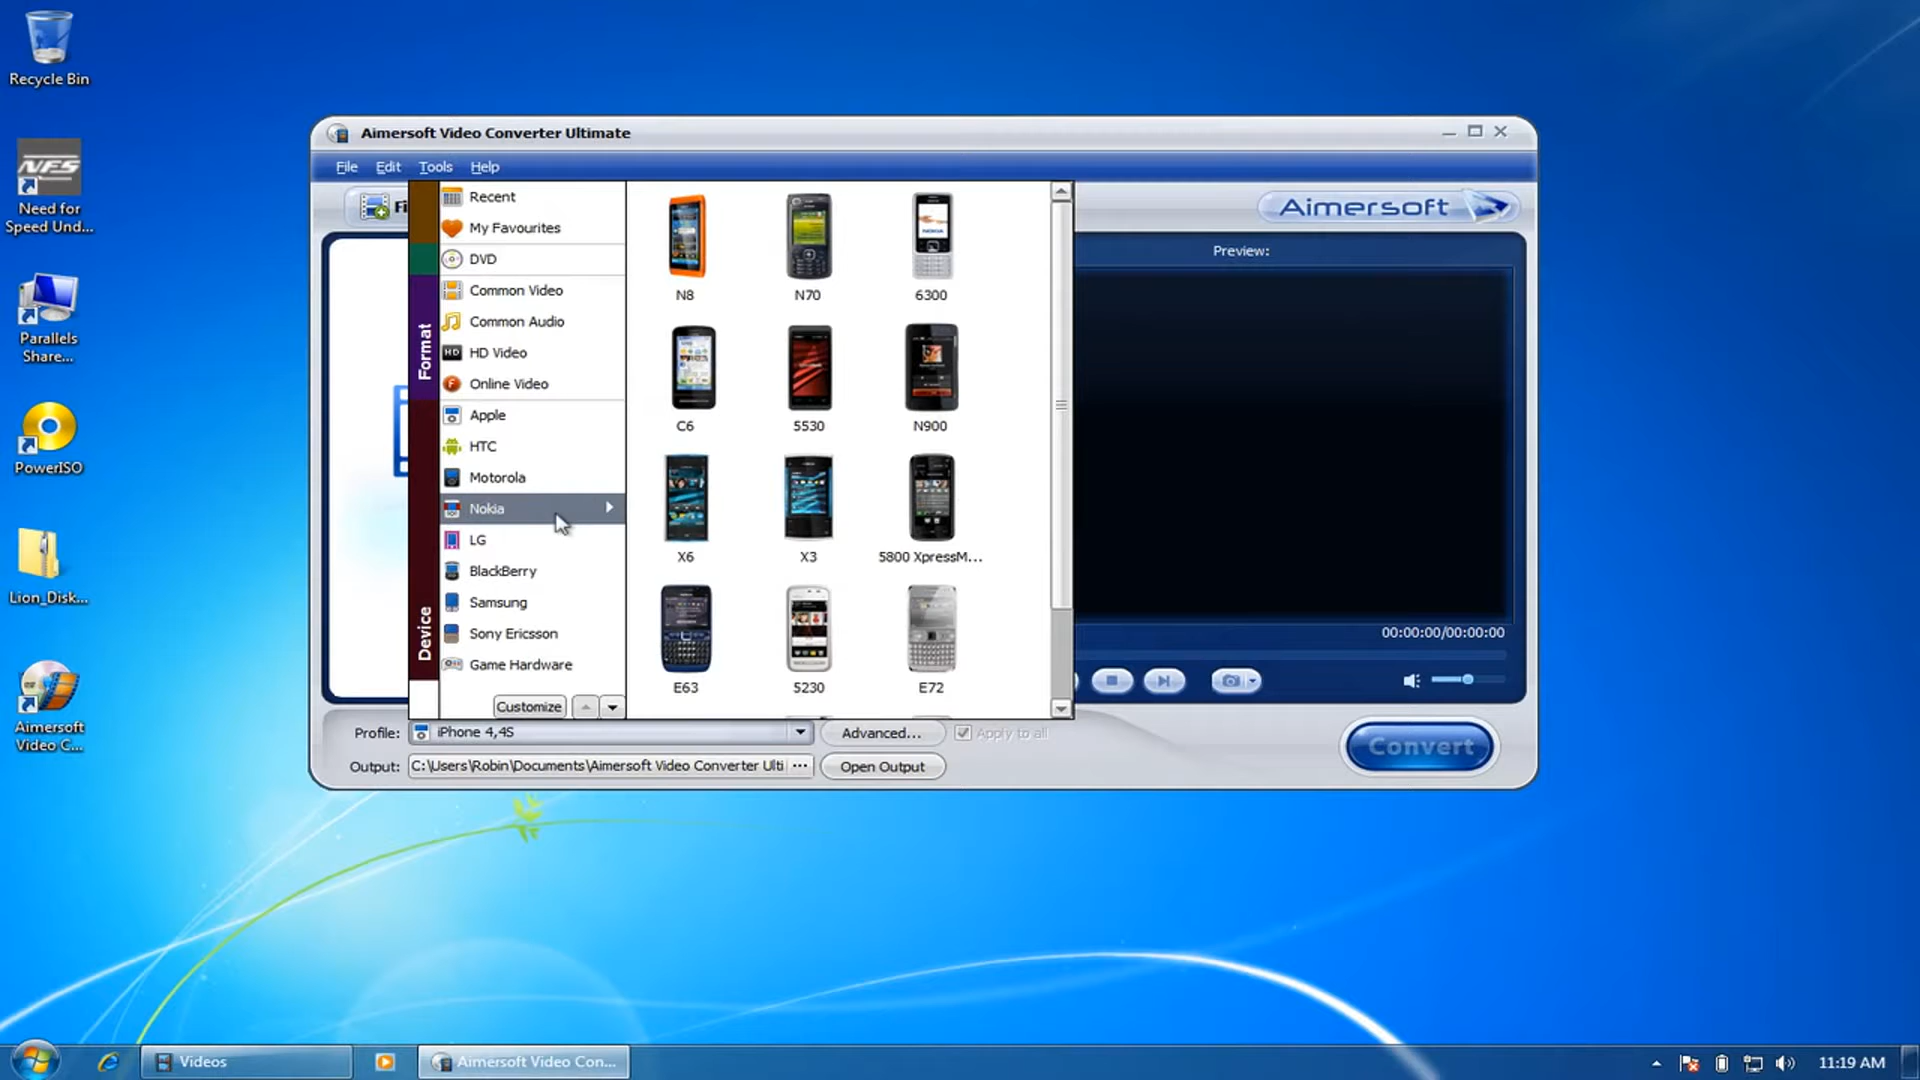 Recycle Bin
NFS
Need for
Speed Und...
Parallels
Share...
PowerISO
Lion_Disk...
Aimersoft
Video C...
Aimersoft Video Converter Ultimate
File Edit Tools Help
Fi
Aimersoft
Format
Device
Recent
My Favourites
DVD
Common Video
Common Audio
HD
HD Video
Online Video
Apple
HTC
Motorola
Nokia
LG
BlackBerry
Samsung
Sony Ericsson
Game Hardware
Customize
N8 N70 6300
C6 5530 N900
X6 X3 5800 XpressM...
E63 5230 E72
Preview:
00:00:00/00:00:00
Profile: iPhone 4,4S Advanced... Apply to all
Output: C:\Users\Robin\Documents\Aimersoft Video Converter Ulti ... Open Output
Convert
Videos
Aimersoft Video Con...
11:19 AM